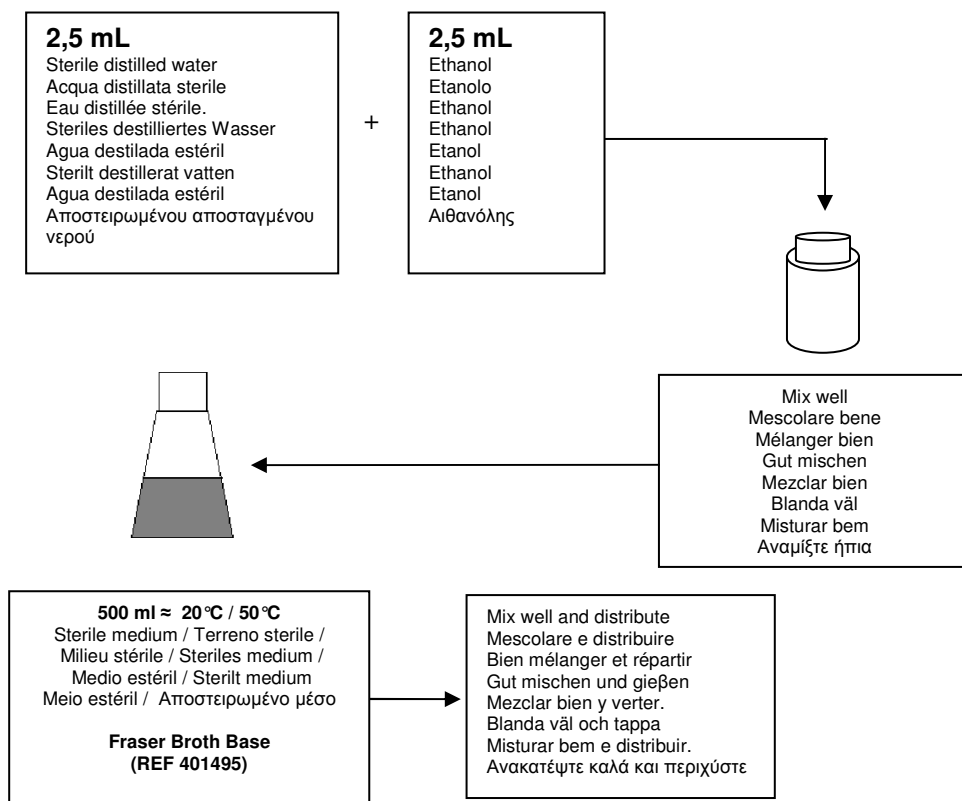 2,5 mL
Sterile distilled water
Acqua distillata sterile
Eau distillée stérile.
Steriles destilliertes Wasser
Agua destilada estéril
Sterilt destillerat vatten
Agua destilada estéril
Αποστειρωμένου αποσταγμένου
νερού
+
2,5 mL
Ethanol
Etanolo
Ethanol
Ethanol
Etanol
Ethanol
Etanol
Αιθανόλης
Mix well
Mescolare bene
Mélanger bien
Gut mischen
Mezclar bien
Blanda väl
Misturar bem
Αναμίξτε ήπια
500 ml ≈ 20°C / 50°C
Sterile medium / Terreno sterile /
Milieu stérile / Steriles medium /
Medio estéril / Sterilt medium
Meio estéril / Αποστειρωμένο μέσο
Fraser Broth Base
(REF 401495)
Mix well and distribute
Mescolare e distribuire
Bien mélanger et répartir
Gut mischen und gieβen
Mezclar bien y verter.
Blanda väl och tappa
Misturar bem e distribuir.
Ανακατέψτε καλά και περιχύστε